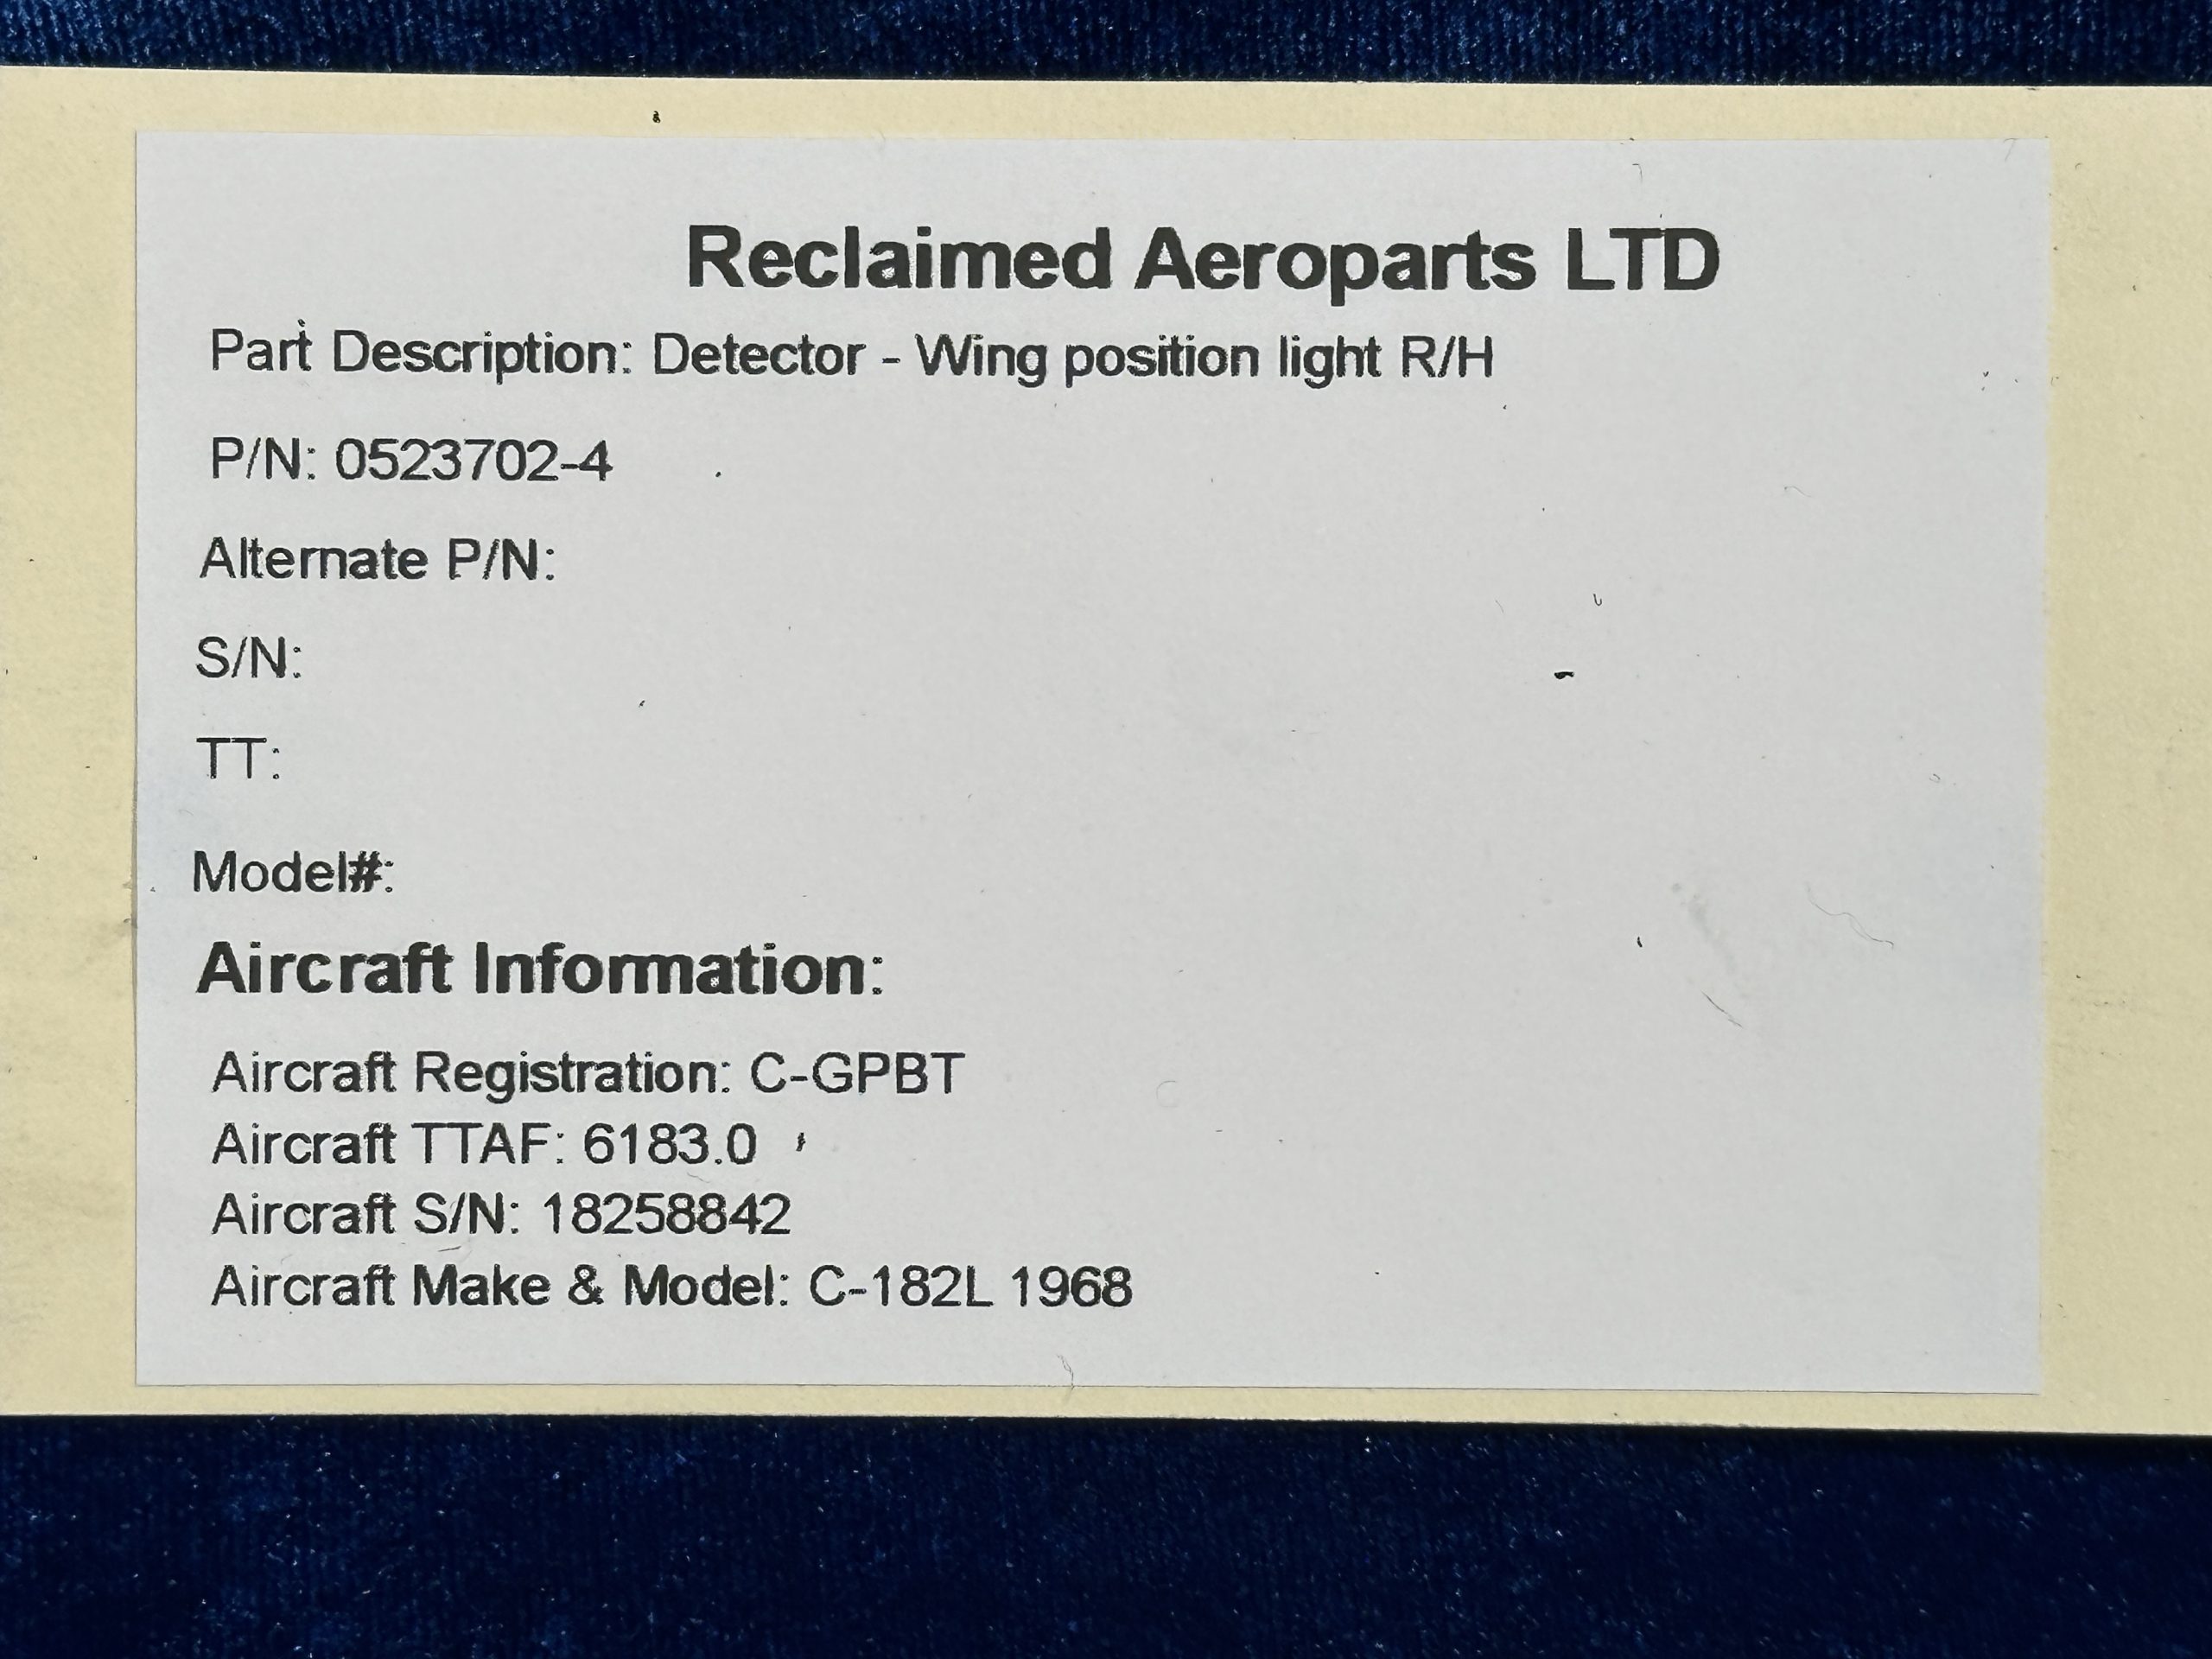 Reclaimed Aeroparts LTD
Part Description: Detector - Wing position light R/H
P/N: 0523702-4
Alternate P/N:
S/N:
TT:
Model#:
Aircraft Information:
Aircraft Registration: C-GPBT
Aircraft TTAF: 6183.0
Aircraft S/N: 18258842
Aircraft Make & Model: C-182L 1968